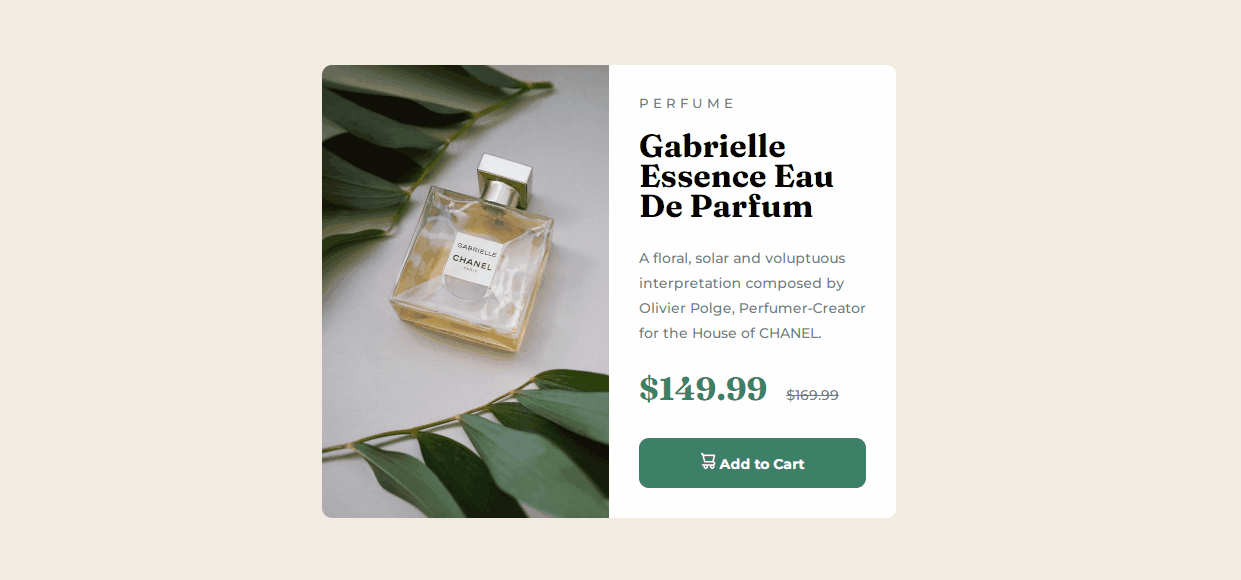 PERFUME
Gabrielle
Essence Eau
De Parfum
A floral, solar and voluptuous
interpretation composed by
Olivier Polge, Perfumer-Creator
for the House of CHANEL.
$149.99 $169.99
Add to Cart
GABRIELLE
CHANEL
PARIS